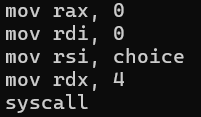 mov rax, 0
mov rdi, 0
mov rsi, choice
mov rdx, 4
syscall